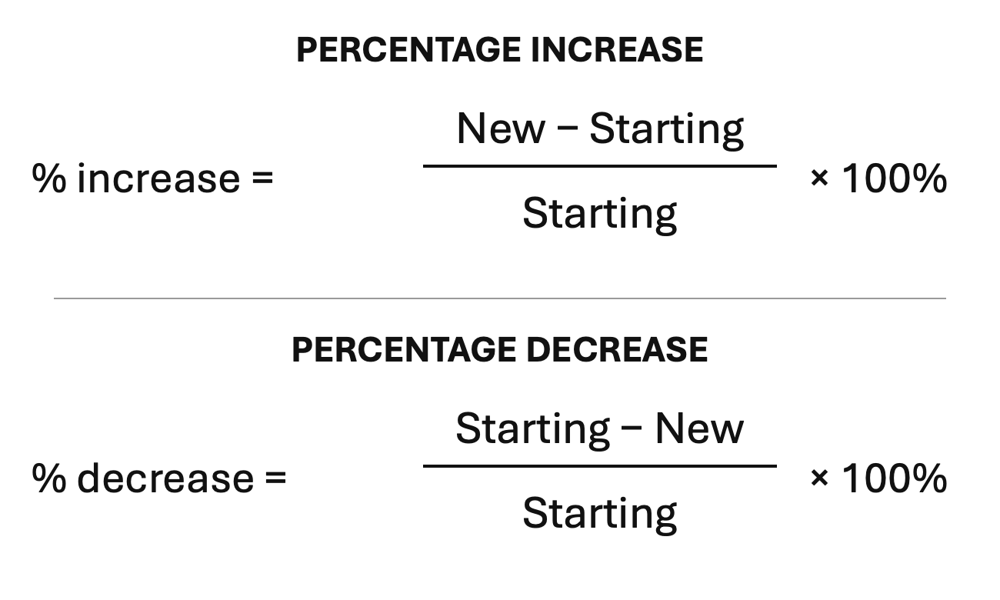 PERCENTAGE INCREASE
New − Starting
% increase =
× 100%
Starting
PERCENTAGE DECREASE
Starting − New
% decrease =
× 100%
Starting